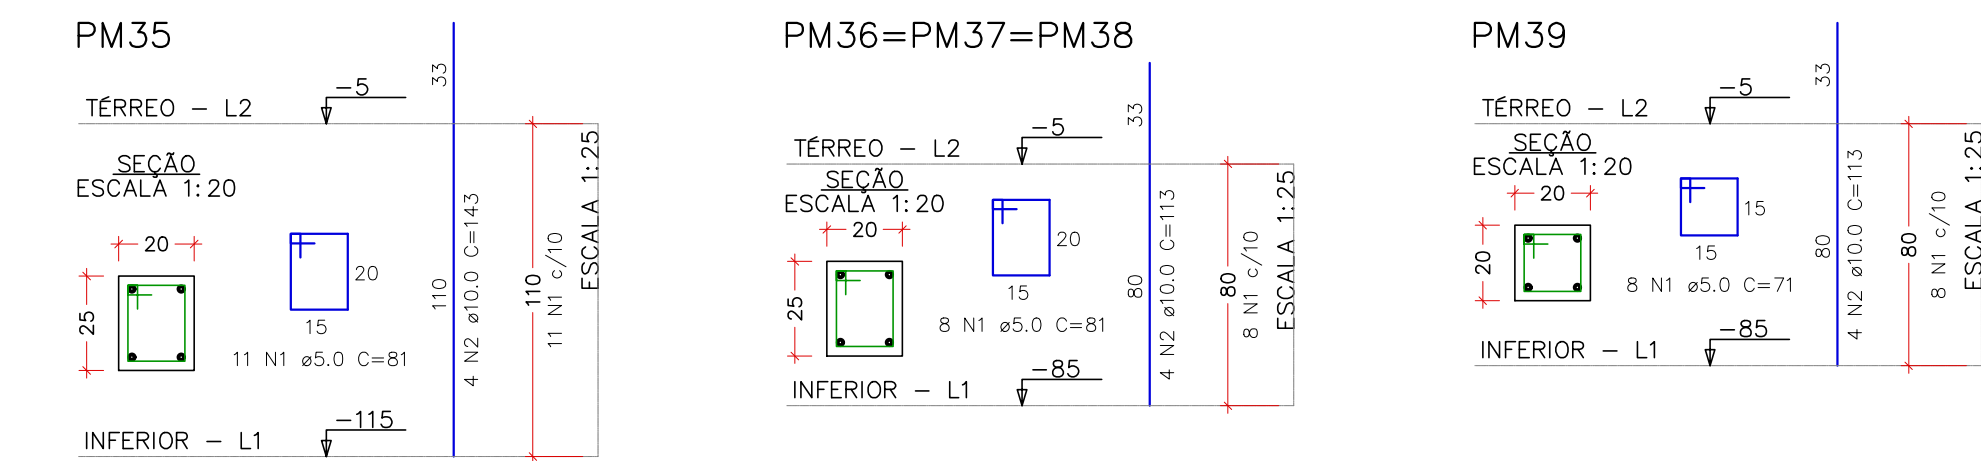 PM35
33
-5
TÉRREO - L2
SEÇÃO
ESCALA 1:20
20
25
20
15
11 N1 ø5.0 C=81
110
4 N2 ø10.0 C=143
110
11 N1 c/10
ESCALA 1:25
-115
INFERIOR - L1
PM36=PM37=PM38
33
-5
TÉRREO - L2
SEÇÃO
ESCALA 1:20
20
25
20
15
8 N1 ø5.0 C=81
80
4 N2 ø10.0 C=113
80
8 N1 c/10
ESCALA 1:25
-85
INFERIOR - L1
PM39
33
-5
TÉRREO - L2
SEÇÃO
ESCALA 1:20
20
20
15
15
8 N1 ø5.0 C=71
80
4 N2 ø10.0 C=113
80
8 N1 c/10
ESCALA 1:25
-85
INFERIOR - L1